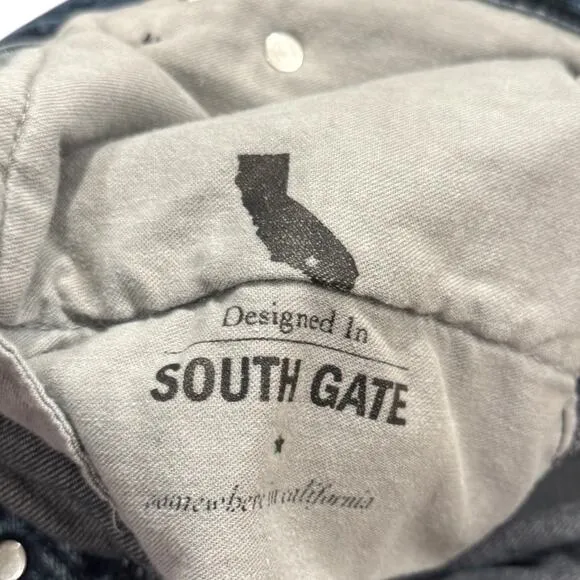 Designed In
SOUTH GATE
somewhere in california